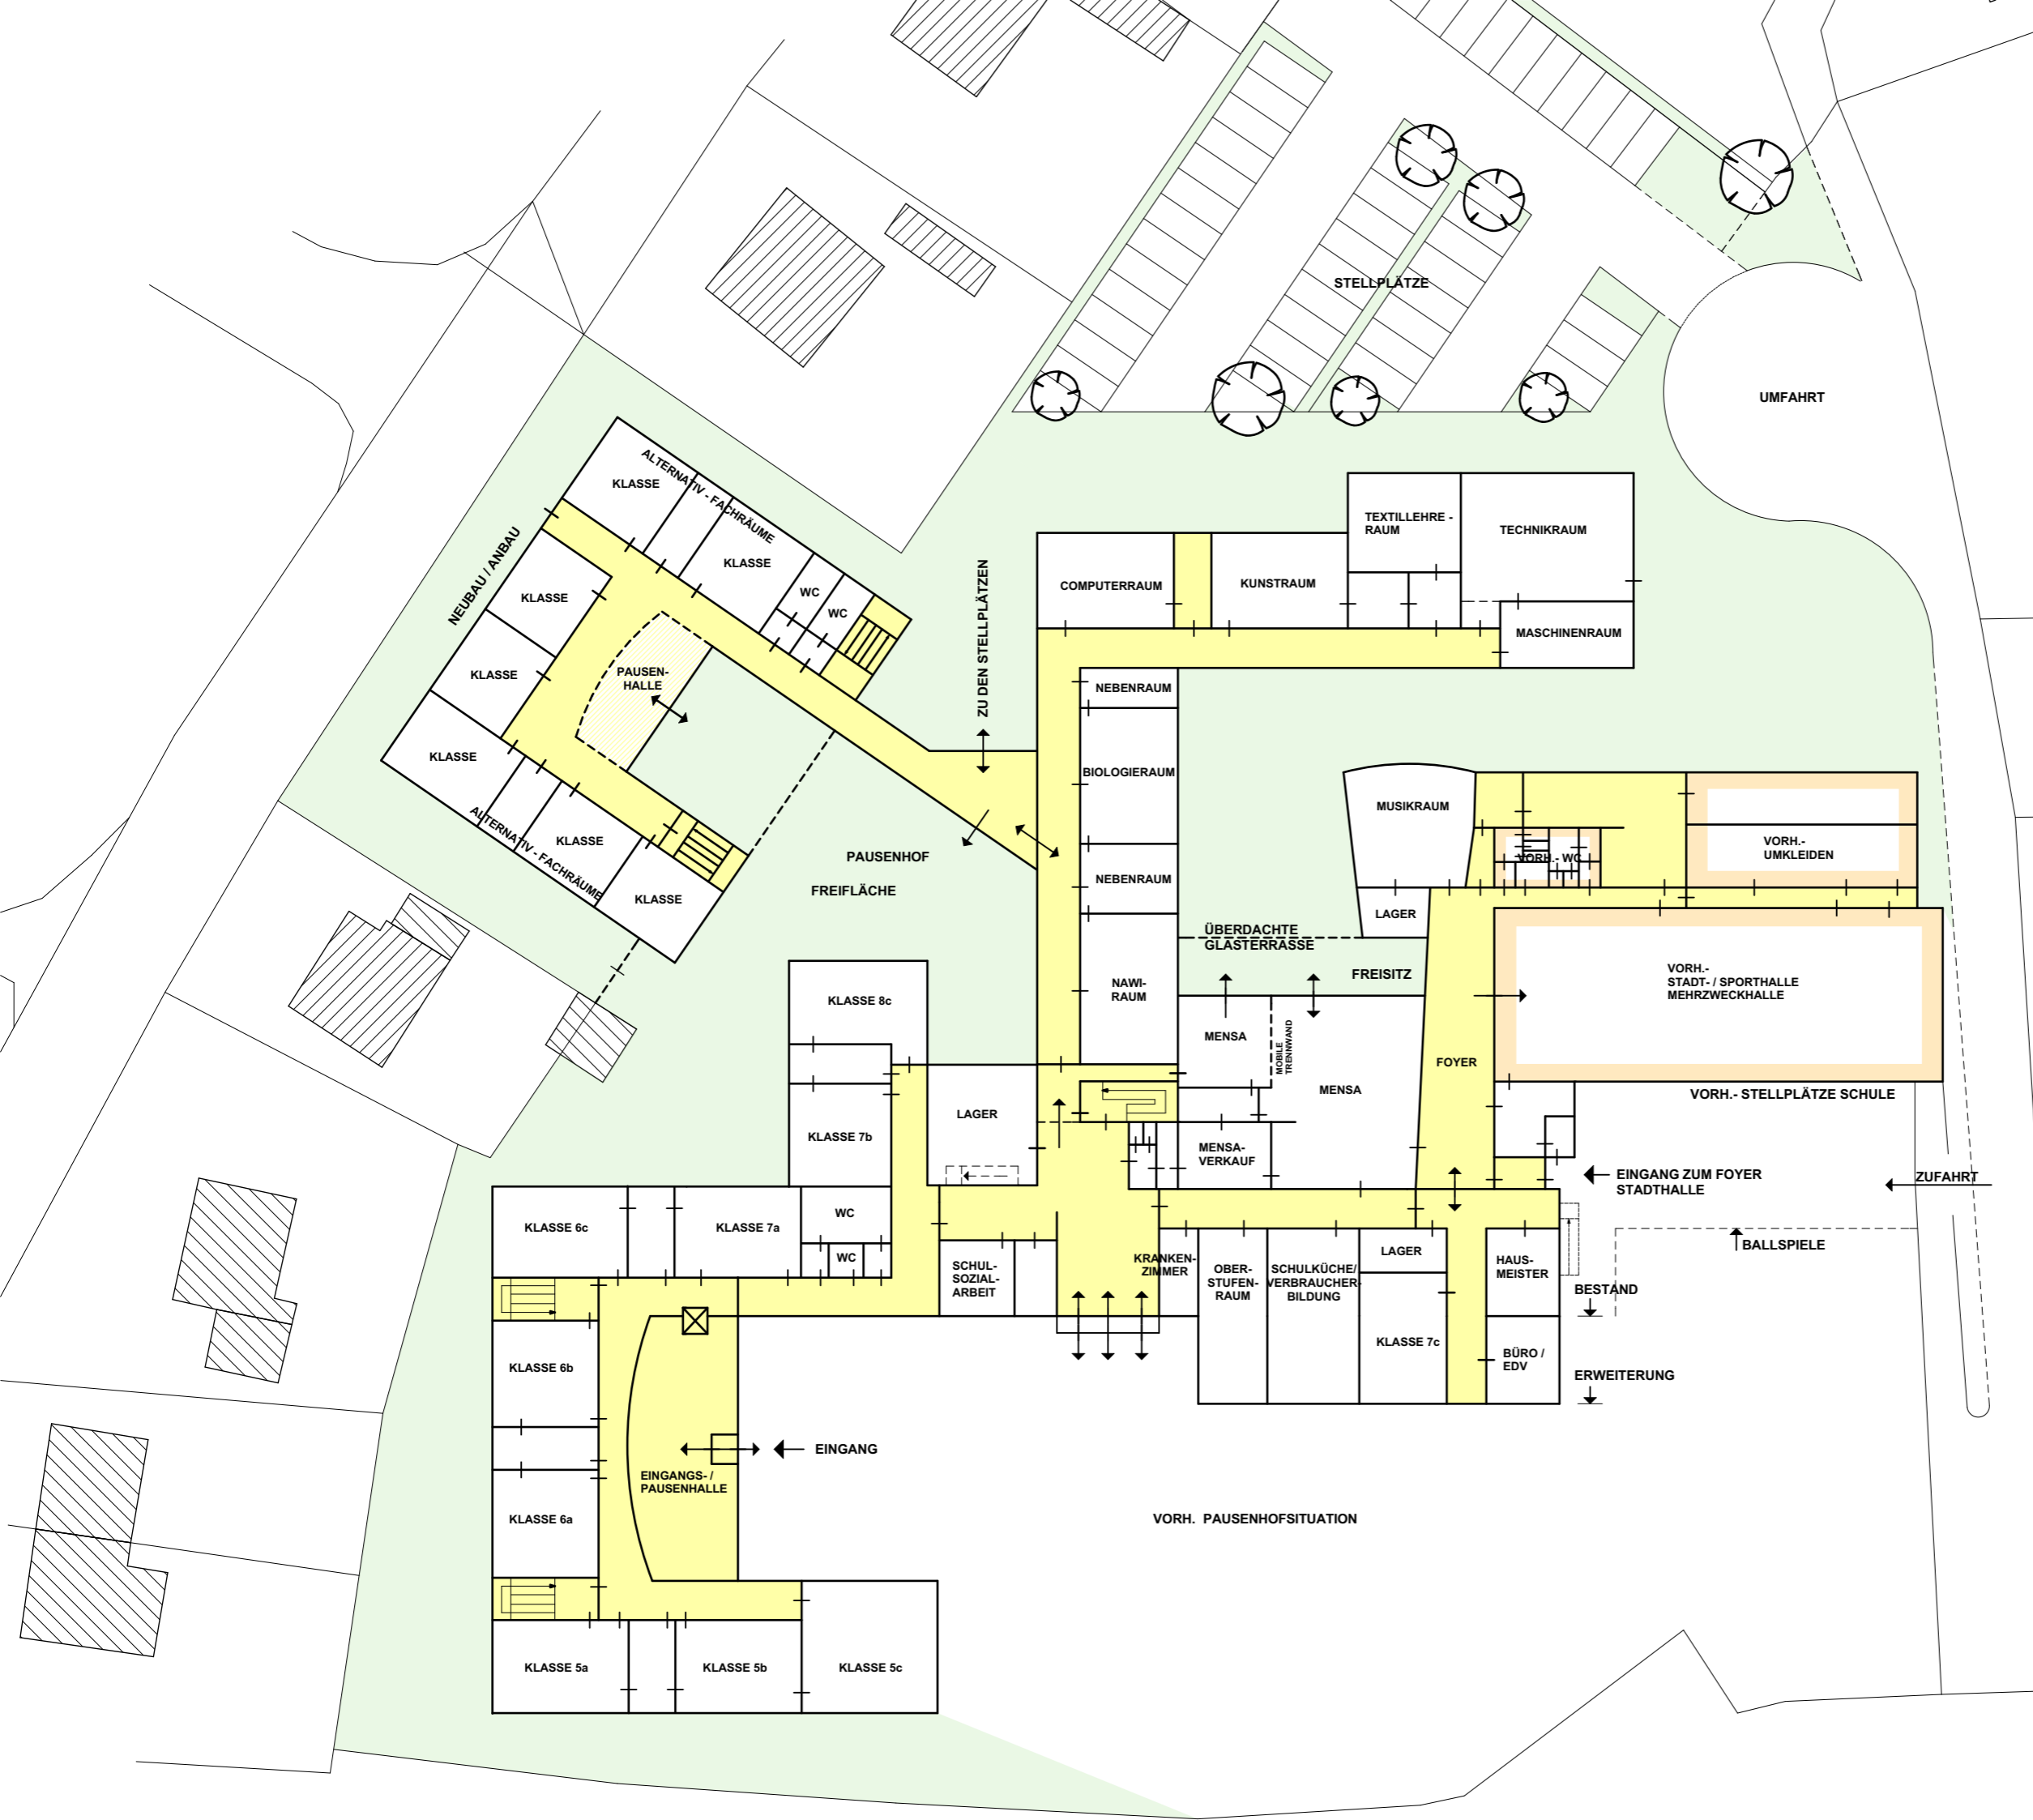 STELLPLÄTZE
UMFAHRT
ALTERNATIV - FACHRÄUME
KLASSE
KLASSE
WC
WC
NEUBAU / ANBAU
KLASSE
KLASSE
PAUSEN-
HALLE
KLASSE
KLASSE
ALTERNATIV - FACHRÄUME
KLASSE
ZU DEN STELLPLÄTZEN
PAUSENHOF
FREIFLÄCHE
COMPUTERRAUM
KUNSTRAUM
TEXTILLEHRE -
RAUM
TECHNIKRAUM
MASCHINENRAUM
NEBENRAUM
BIOLOGIERAUM
NEBENRAUM
NAWI-
RAUM
MUSIKRAUM
LAGER
VORH.- WC
VORH.-
UMKLEIDEN
ÜBERDACHTE
GLASTERRASSE
FREISITZ
VORH.-
STADT- / SPORTHALLE
MEHRZWECKHALLE
MENSA
MOBILE
TRENNWAND
MENSA
FOYER
MENSA-
VERKAUF
VORH.- STELLPLÄTZE SCHULE
EINGANG ZUM FOYER
STADTHALLE
ZUFAHRT
BALLSPIELE
BESTAND
ERWEITERUNG
KLASSE 8c
KLASSE 7b
LAGER
KLASSE 6c
KLASSE 7a
WC
WC
SCHUL-
SOZIAL-
ARBEIT
KRANKEN-
ZIMMER
OBER-
STUFEN-
RAUM
SCHULKÜCHE/
VERBRAUCHER-
BILDUNG
LAGER
KLASSE 7c
HAUS-
MEISTER
BÜRO /
EDV
KLASSE 6b
EINGANG
EINGANGS- /
PAUSENHALLE
KLASSE 6a
VORH. PAUSENHOFSITUATION
KLASSE 5a
KLASSE 5b
KLASSE 5c